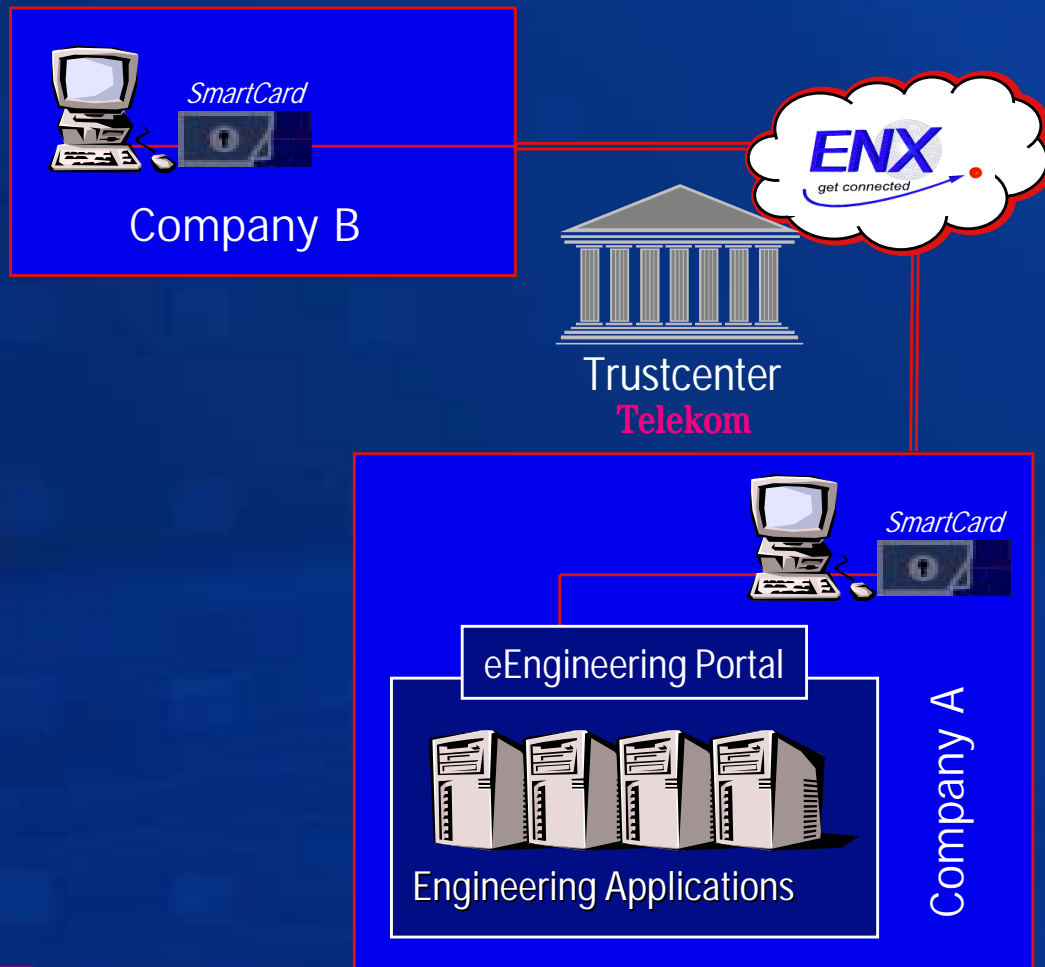 SmartCard
Company B
ENX
get connected
Trustcenter
Telekom
SmartCard
eEngineering Portal
Engineering Applications
Company A